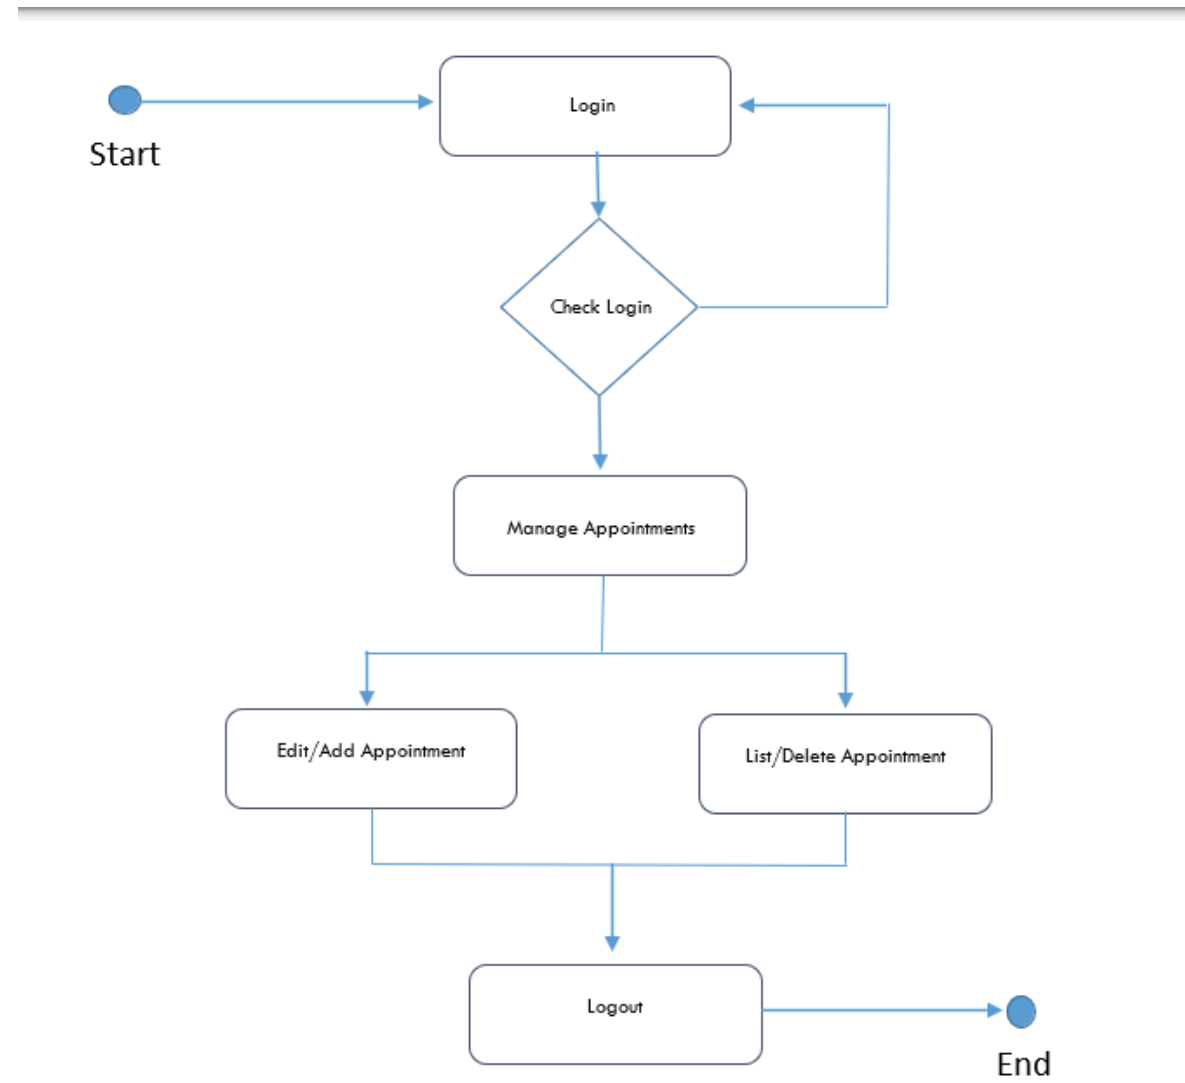 Login
Start
Check Login
Manage Appointments
Edit/Add Appointment
List/Delete Appointment
Logout
End